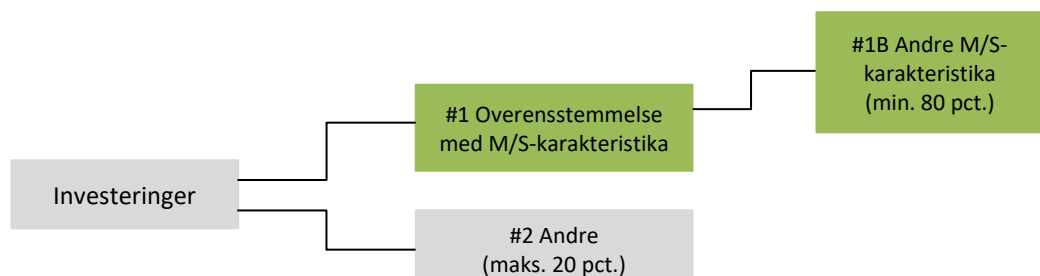 #1B Andre M/S-
karakteristika
(min. 80 pct.)
#1 Overensstemmelse
med M/S-karakteristika
Investeringer
#2 Andre
(maks. 20 pct.)